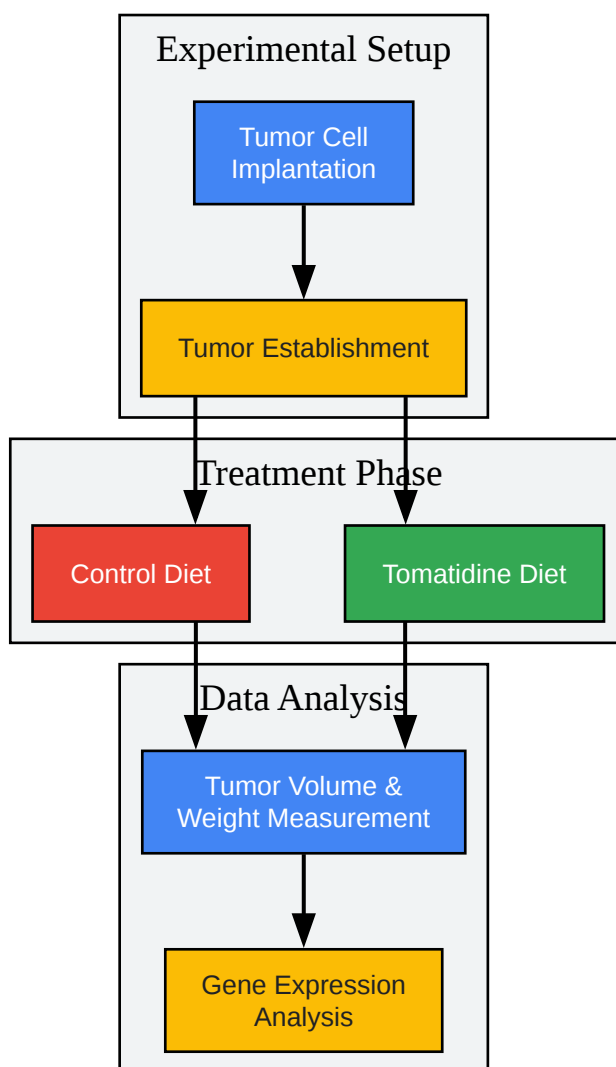 Experimental Setup
Tumor Cell
Implantation
Tumor Establishment
Treatment Phase
Control Diet
Tomatidine Diet
Data Analysis
Tumor Volume &
Weight Measurement
Gene Expression
Analysis